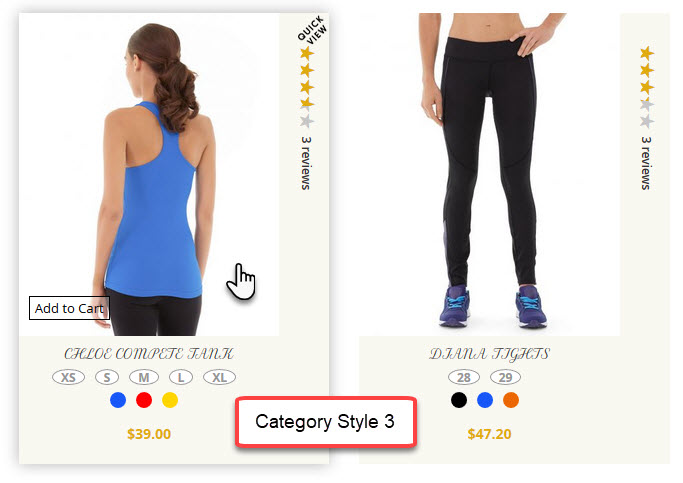 QUICK
VIEW
3 reviews
Add to Cart
CHLOE COMPETE TANK
XS S M L XL
$39.00
3 reviews
DIANA TIGHTS
28 29
$47.20
Category Style 3